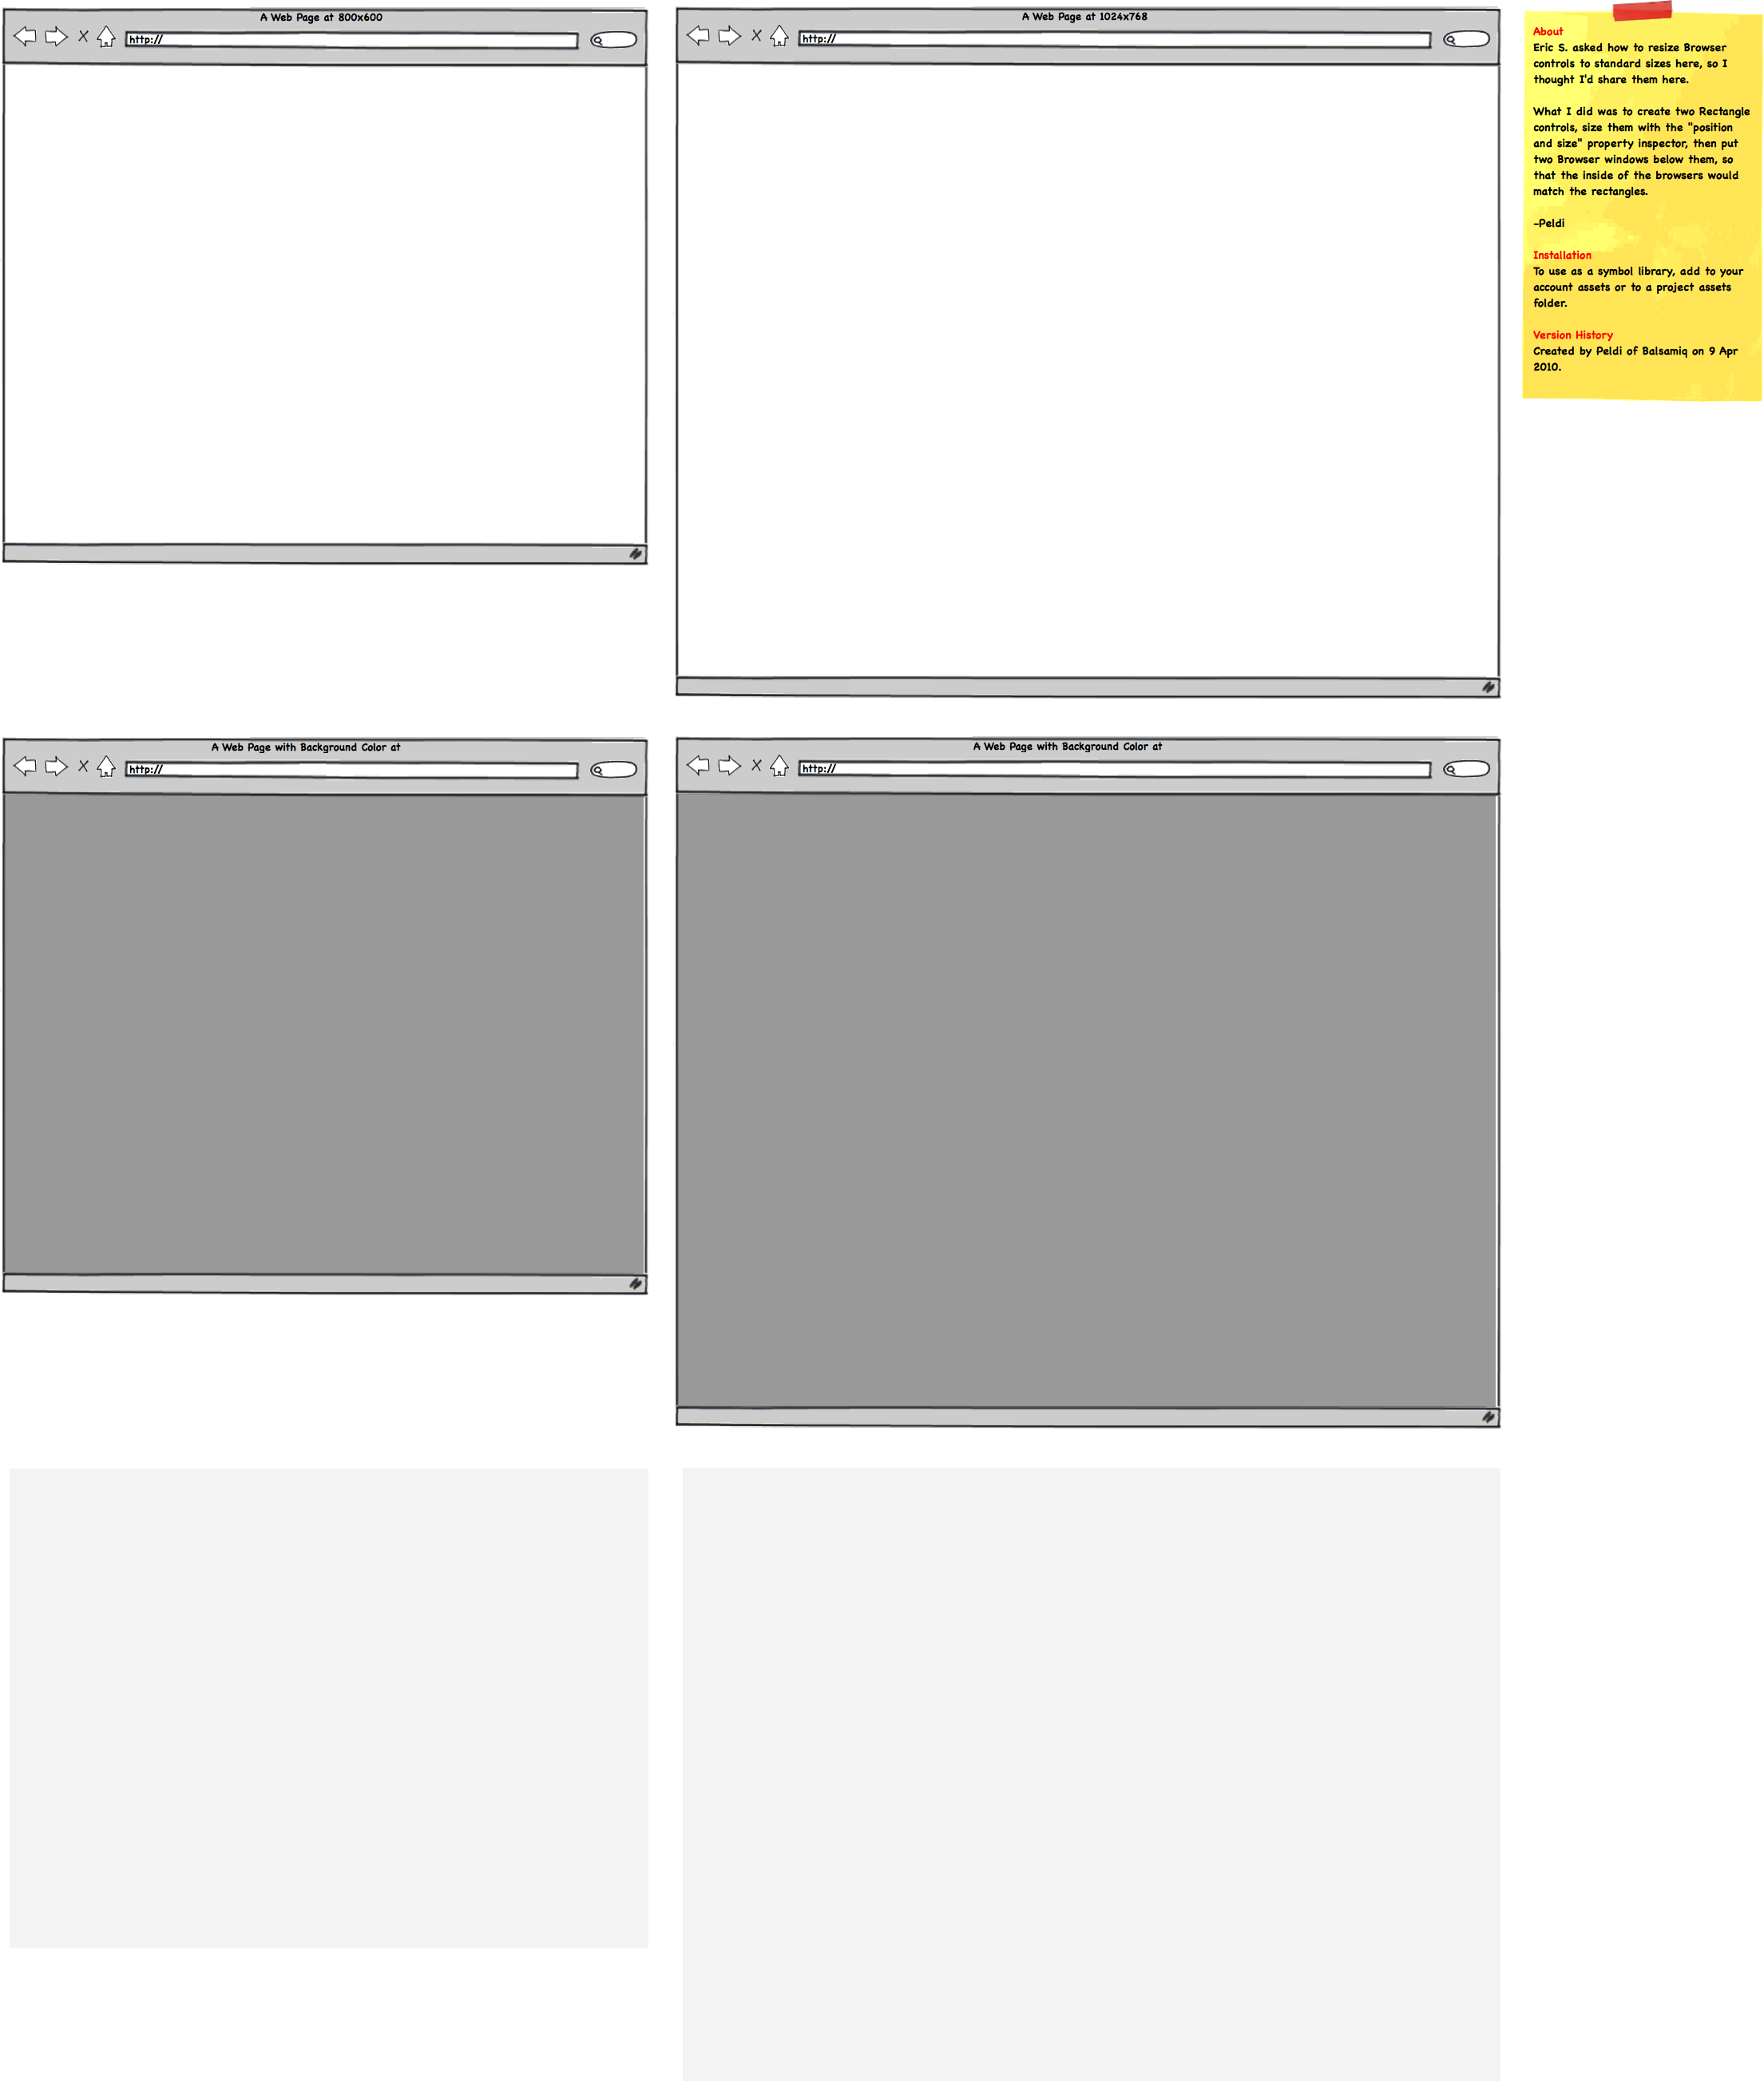 A Web Page at 800x600
http://
A Web Page at 1024x768
http://
About
Eric S. asked how to resize Browser
controls to standard sizes here, so I
thought I'd share them here.
What I did was to create two Rectangle
controls, size them with the "position
and size" property inspector, then put
two Browser windows below them, so
that the inside of the browsers would
match the rectangles.
-Peldi
Installation
To use as a symbol library, add to your
account assets or to a project assets
folder.
Version History
Created by Peldi of Balsamiq on 9 Apr
2010.
A Web Page with Background Color at
http://
A Web Page with Background Color at
http://